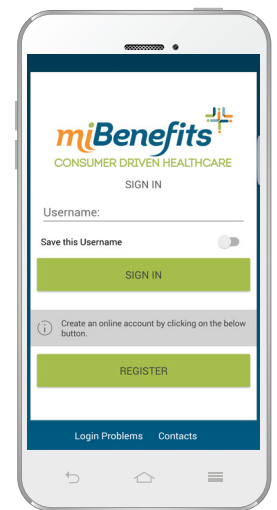 miBenefits
CONSUMER DRIVEN HEALTHCARE
SIGN IN
Username:
Save this Username
SIGN IN
Create an online account by clicking on the below
button.
REGISTER
Login Problems Contacts